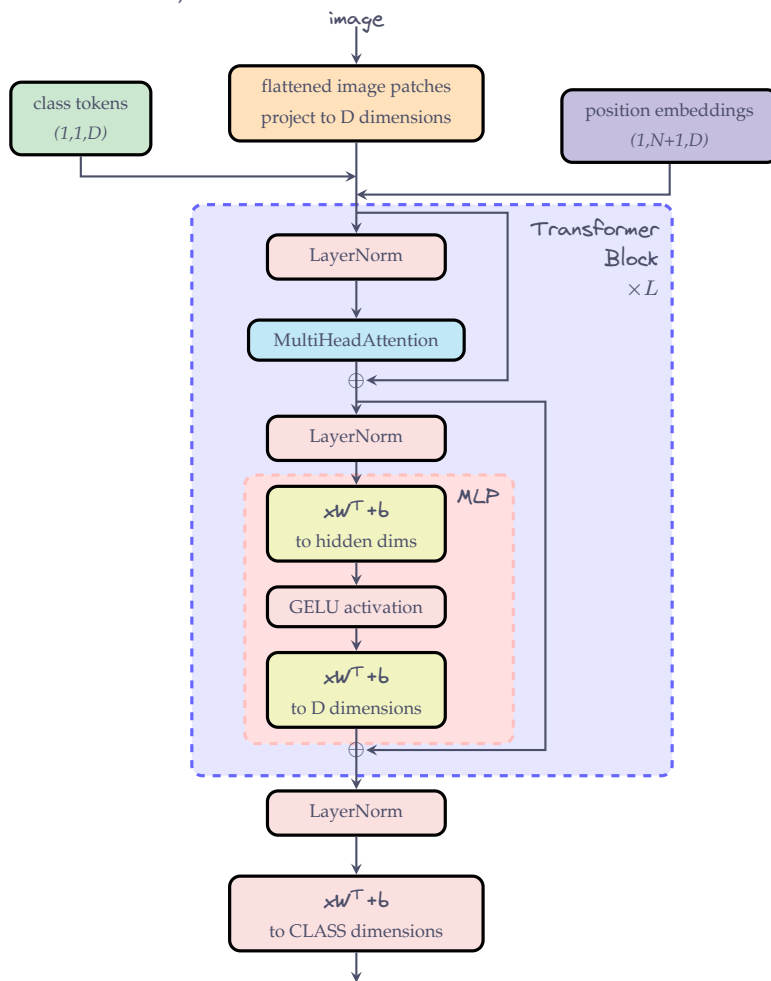 image
flattened image patches
project to D dimensions
class tokens
(1,1,D)
position embeddings
(1,N+1,D)
Transformer
Block
×L
LayerNorm
MultiHeadAttention
⊕
LayerNorm
MLP
xW⊤+b
to hidden dims
GELU activation
xW⊤+b
to D dimensions
⊕
LayerNorm
xW⊤+b
to CLASS dimensions